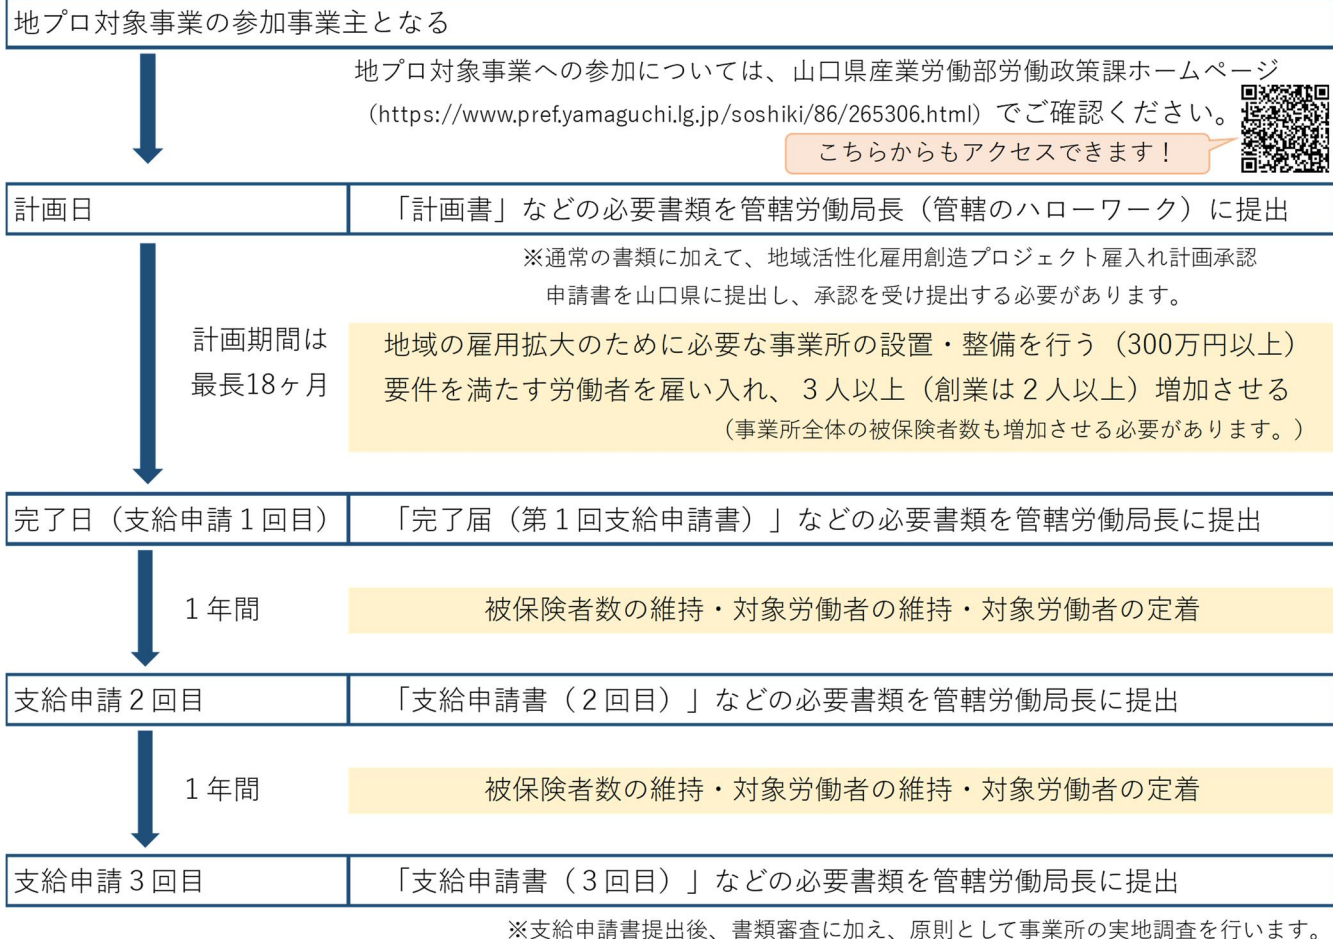 地プロ対象事業の参加事業主となる
地プロ対象事業への参加については、山口県産業労働部労働政策課ホームページ
（https://www.pref.yamaguchi.lg.jp/soshiki/86/265306.html）でご確認ください。
こちらからもアクセスできます！
計画日
「計画書」などの必要書類を管轄労働局長（管轄のハローワーク）に提出
※通常の書類に加えて、地域活性化雇用創造プロジェクト雇入れ計画承認
申請書を山口県に提出し、承認を受け提出する必要があります。
計画期間は
最長18ヶ月
地域の雇用拡大のために必要な事業所の設置・整備を行う（300万円以上）
要件を満たす労働者を雇い入れ、３人以上（創業は２人以上）増加させる
（事業所全体の被保険者数も増加させる必要があります。）
完了日（支給申請１回目）
「完了届（第１回支給申請書）」などの必要書類を管轄労働局長に提出
１年間
被保険者数の維持・対象労働者の維持・対象労働者の定着
支給申請２回目
「支給申請書（２回目）」などの必要書類を管轄労働局長に提出
１年間
被保険者数の維持・対象労働者の維持・対象労働者の定着
支給申請３回目
「支給申請書（３回目）」などの必要書類を管轄労働局長に提出
※支給申請書提出後、書類審査に加え、原則として事業所の実地調査を行います。